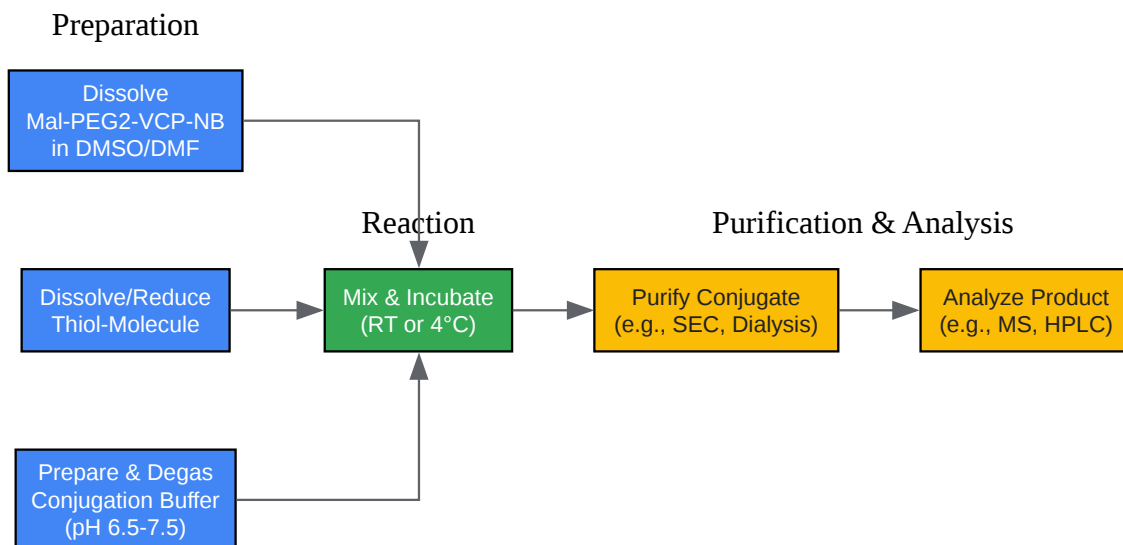 Preparation
Dissolve
Mal-PEG2-VCP-NB
in DMSO/DMF
Reaction
Purification & Analysis
Dissolve/Reduce
Thiol-Molecule
Mix & Incubate
(RT or 4°C)
Purify Conjugate
(e.g., SEC, Dialysis)
Analyze Product
(e.g., MS, HPLC)
Prepare & Degas
Conjugation Buffer
(pH 6.5-7.5)